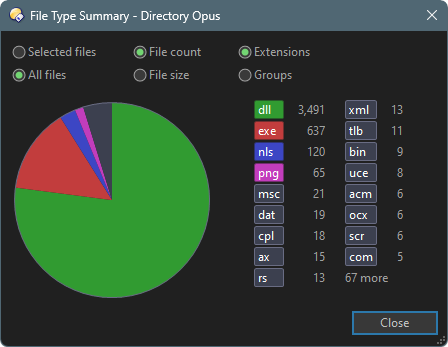 File Type Summary - Directory Opus
Selected files File count Extensions
All files File size Groups
dll 3,491 xml 13
exe 637 tlb 11
nls 120 bin 9
png 65 uce 8
msc 21 acm 6
dat 19 ocx 6
cpl 18 scr 6
ax 15 com 5
rs 13 67 more
Close